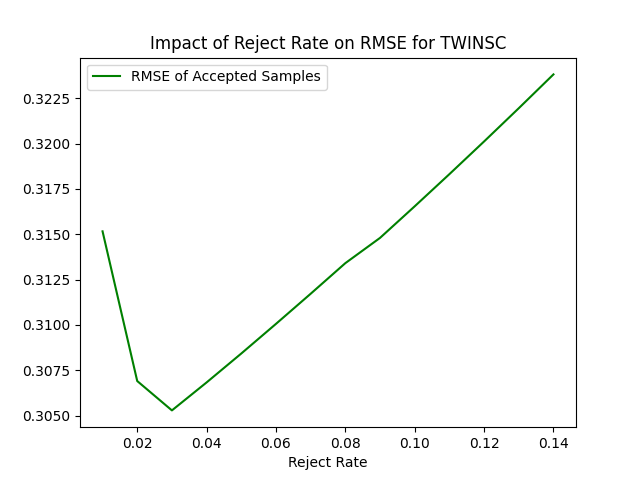 Impact of Reject Rate on RMSE for TWINSC
RMSE of Accepted Samples
0.3225
0.3200
0.3175
0.3150
0.3125
0.3100
0.3075
0.3050
0.02 0.04 0.06 0.08 0.10 0.12 0.14
Reject Rate